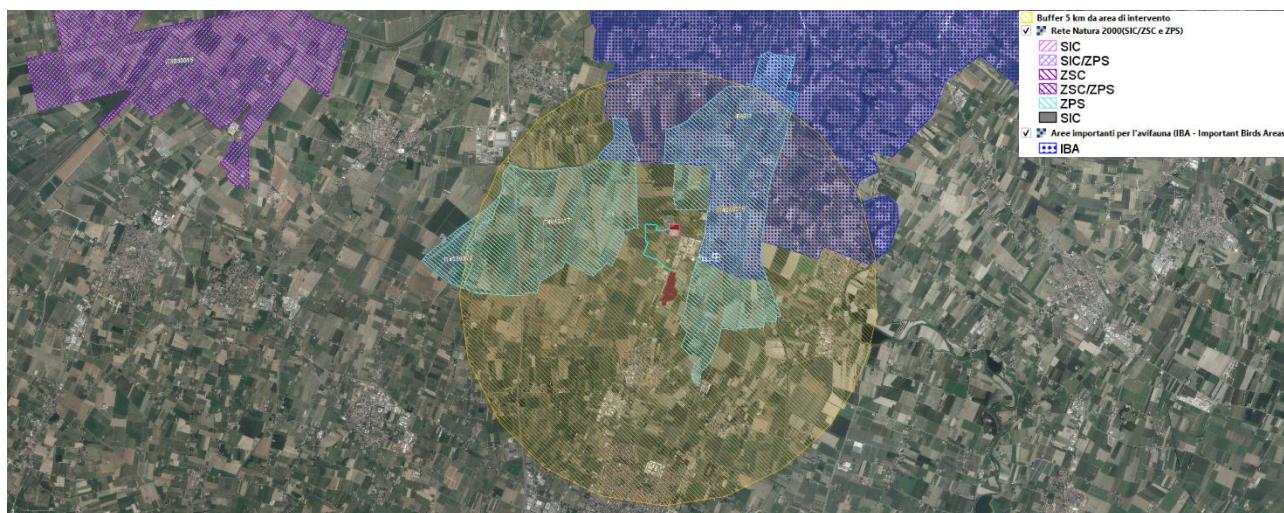 Buffer 5 km da area di intervento
Rete Natura 2000(SIC/ZSC e ZPS)
SIC
SIC/ZPS
ZSC
ZSC/ZPS
ZPS
SIC
Aree importanti per l'avifauna (IBA - Important Birds Areas
IBA